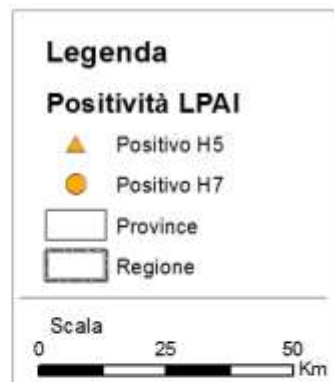 Legenda
Positività LPAI
Positivo H5
Positivo H7
Province
Regione
Scala
0 25 50
Km